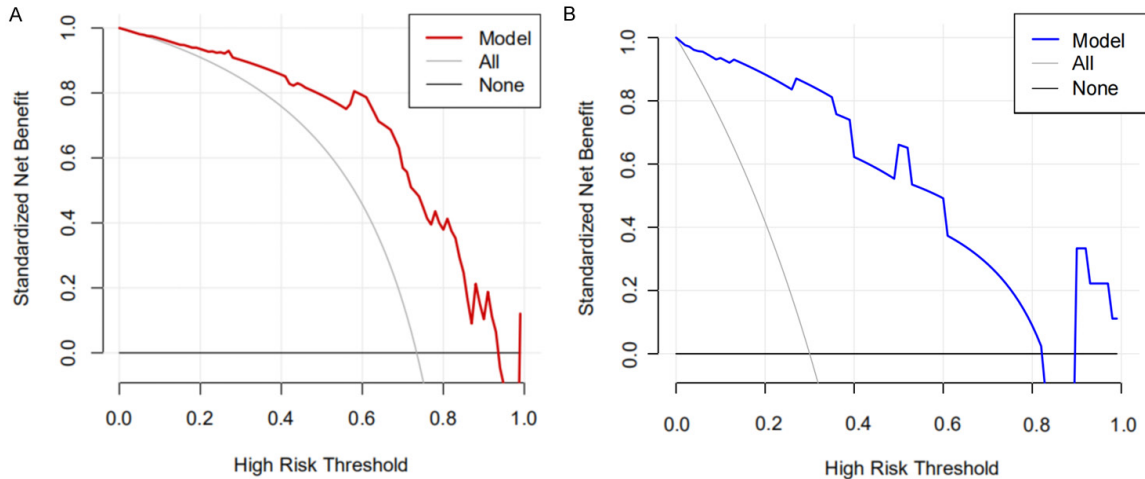 A
Model
All
None
Standardized Net Benefit
1.0
0.8
0.6
0.4
0.2
0.0
0.0 0.2 0.4 0.6 0.8 1.0
High Risk Threshold
B
Model
All
None
Standardized Net Benefit
1.0
0.8
0.6
0.4
0.2
0.0
0.0 0.2 0.4 0.6 0.8 1.0
High Risk Threshold